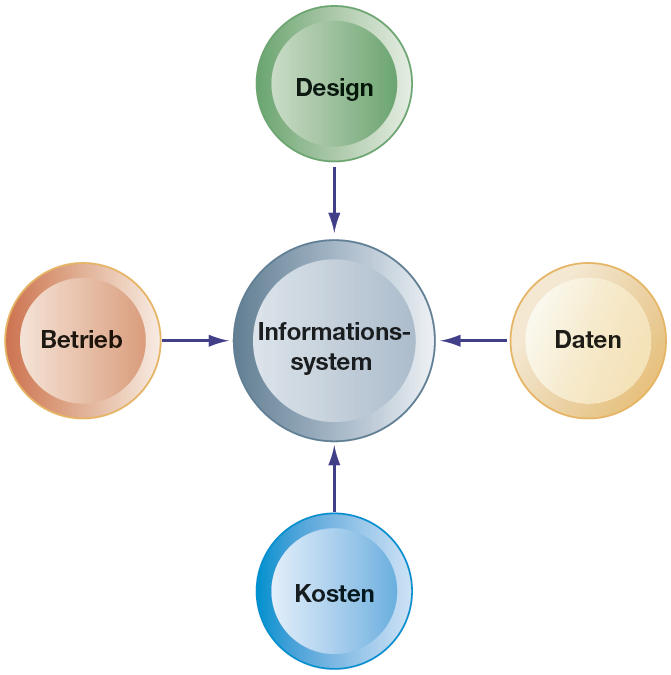 Design
Betrieb
Informations-
system
Daten
Kosten